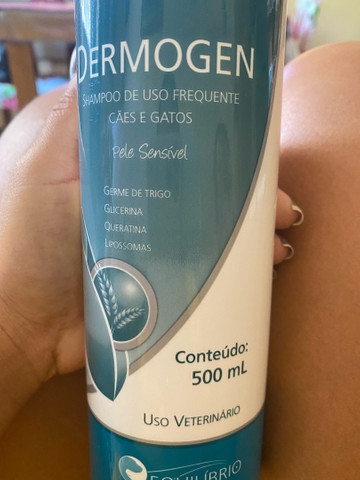 DERMOGEN
SHAMPOO DE USO FREQUENTE
CÃES E GATOS
Pele Sensível
GERME DE TRIGO
GLICERINA
QUERATINA
LIPOSSOMAS
Conteúdo:
500 mL
USO VETERINÁRIO
EQUILÍBRIO